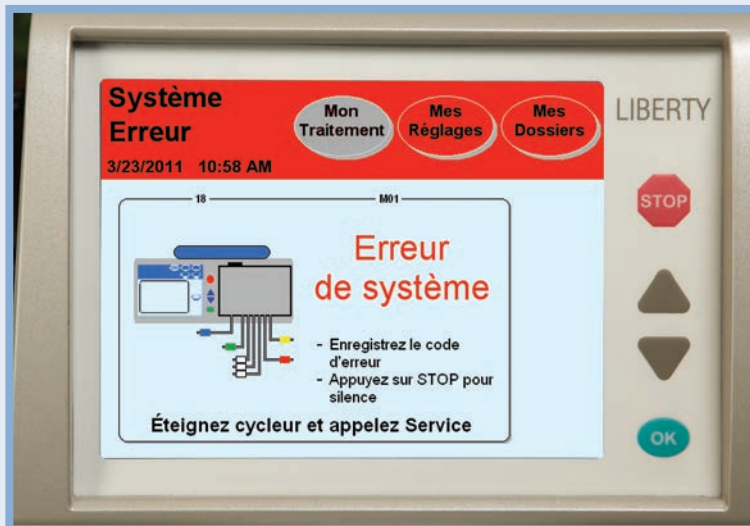 Système
Erreur
3/23/2011 10:58 AM
Mon
Traitement
Mes
Réglages
Mes
Dossiers
LIBERTY
STOP
18
M01
Erreur
de système
- Enregistrez le code
d'erreur
- Appuyez sur STOP pour
silence
Éteignez cycleur et appelez Service
OK